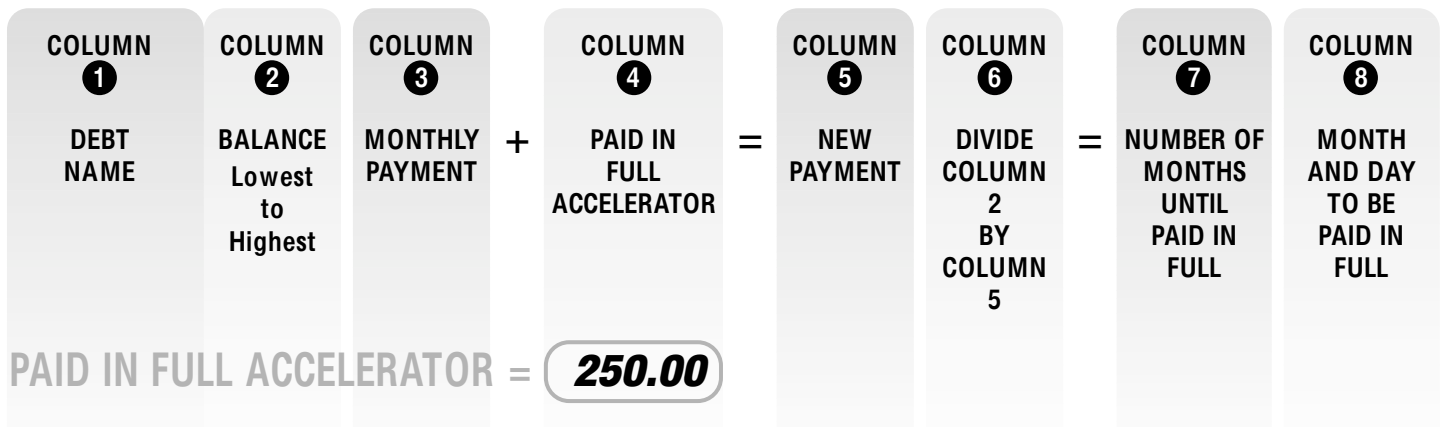 COLUMN
1
DEBT
NAME
COLUMN
2
BALANCE
Lowest
to
Highest
COLUMN
3
MONTHLY
PAYMENT
+
COLUMN
4
PAID IN
FULL
ACCELERATOR
=
COLUMN
5
NEW
PAYMENT
COLUMN
6
DIVIDE
COLUMN
2
BY
COLUMN
5
=
COLUMN
7
NUMBER OF
MONTHS
UNTIL
PAID IN
FULL
COLUMN
8
MONTH
AND DAY
TO BE
PAID IN
FULL
PAID IN FULL ACCELERATOR = 250.00